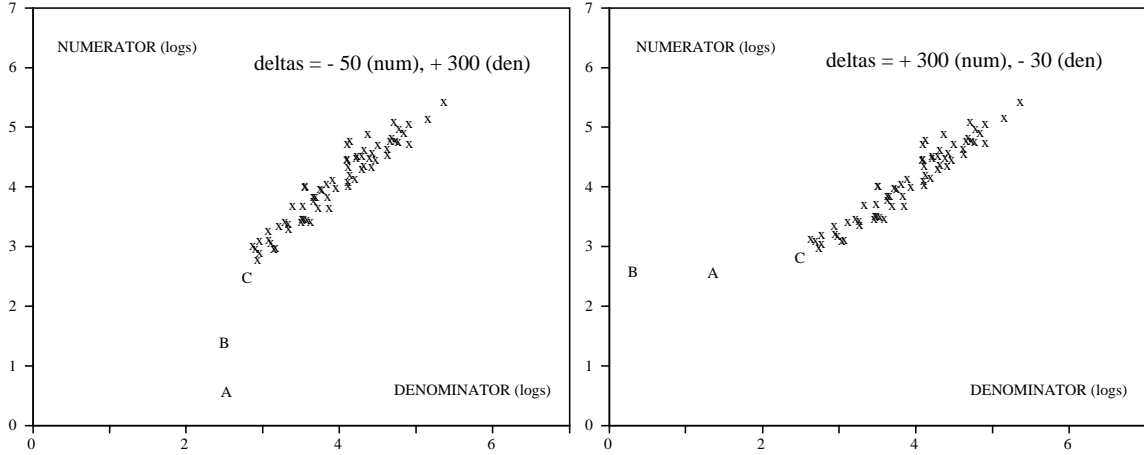 7
NUMERATOR (logs)
deltas = - 50 (num), + 300 (den)
6
5
4
3
C
2
B
1
A
DENOMINATOR (logs)
0
0 2 4 6
7
NUMERATOR (logs)
deltas = + 300 (num), - 30 (den)
6
5
4
3
C
B A
2
1
DENOMINATOR (logs)
0
0 2 4 6